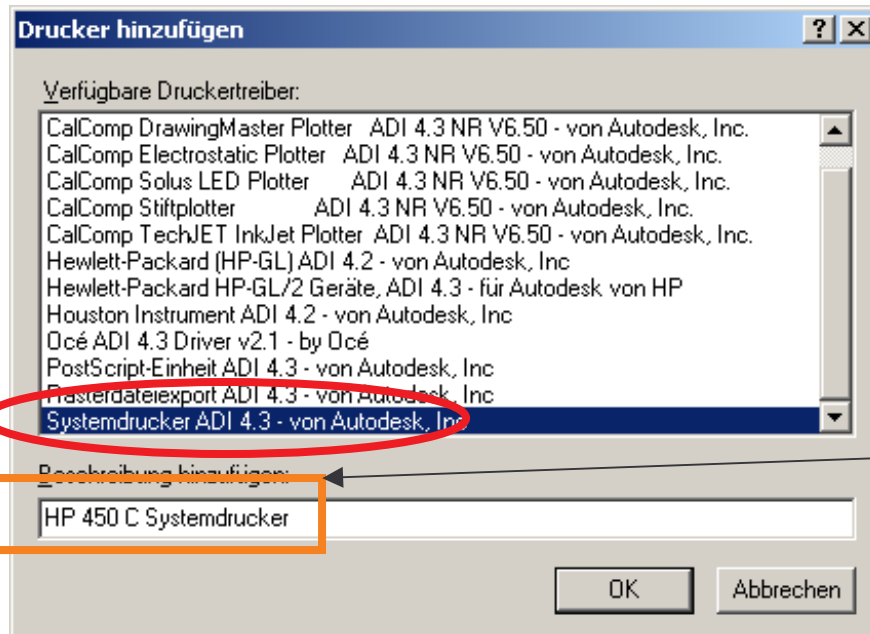 Drucker hinzufügen
Verfügbare Druckertreiber:
CalComp DrawingMaster Plotter ADI 4.3 NR V6.50 - von Autodesk, Inc.
CalComp Electrostatic Plotter ADI 4.3 NR V6.50 - von Autodesk, Inc.
CalComp Solus LED Plotter ADI 4.3 NR V6.50 - von Autodesk, Inc.
CalComp Stiftplotter ADI 4.3 NR V6.50 - von Autodesk, Inc.
CalComp TechJET InkJet Plotter ADI 4.3 NR V6.50 - von Autodesk, Inc.
Hewlett-Packard (HP-GL) ADI 4.2 - von Autodesk, Inc
Hewlett-Packard HP-GL/2 Geräte, ADI 4.3 - für Autodesk von HP
Houston Instrument ADI 4.2 - von Autodesk, Inc
Océ ADI 4.3 Driver v2.1 - by Océ
PostScript-Einheit ADI 4.3 - von Autodesk, Inc
Rasterdateiexport ADI 4.3 - von Autodesk, Inc
Systemdrucker ADI 4.3 - von Autodesk, Inc
Beschreibung hinzufügen:
HP 450 C Systemdrucker
OK Abbrechen